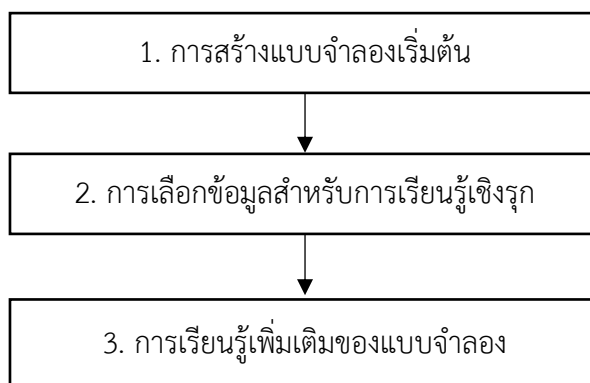 1. การสร้างแบบจำลองเริ่มต้น
2. การเลือกข้อมูลสำหรับการเรียนรู้เชิงรุก
3. การเรียนรู้เพิ่มเติมของแบบจำลอง